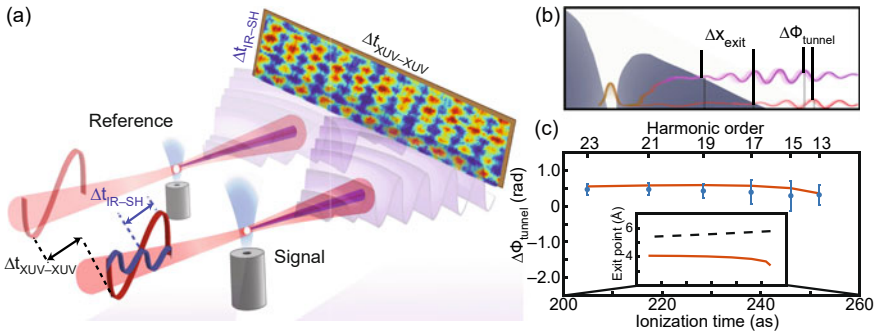 (a)
Δt_IR–SH
Δt_XUV–XUV
Reference
Δt_IR–SH
Δt_XUV–XUV
Signal
(b)
Δx_exit
ΔΦ_tunnel
(c)
Harmonic order
23 21 19 17 15 13
ΔΦ_tunnel (rad)
1.0
0
–1.0
–2.0
Exit point (Å)
6
4
200 220 240 260
Ionization time (as)